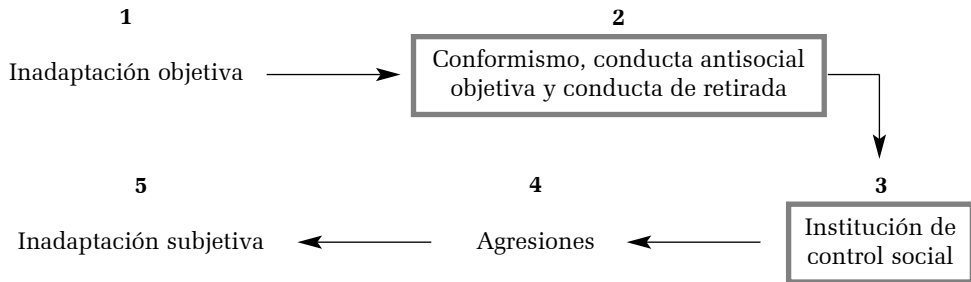 1
2
Inadaptación objetiva
Conformismo, conducta antisocial
objetiva y conducta de retirada
5
4
3
Inadaptación subjetiva
Agresiones
Institución de
control social